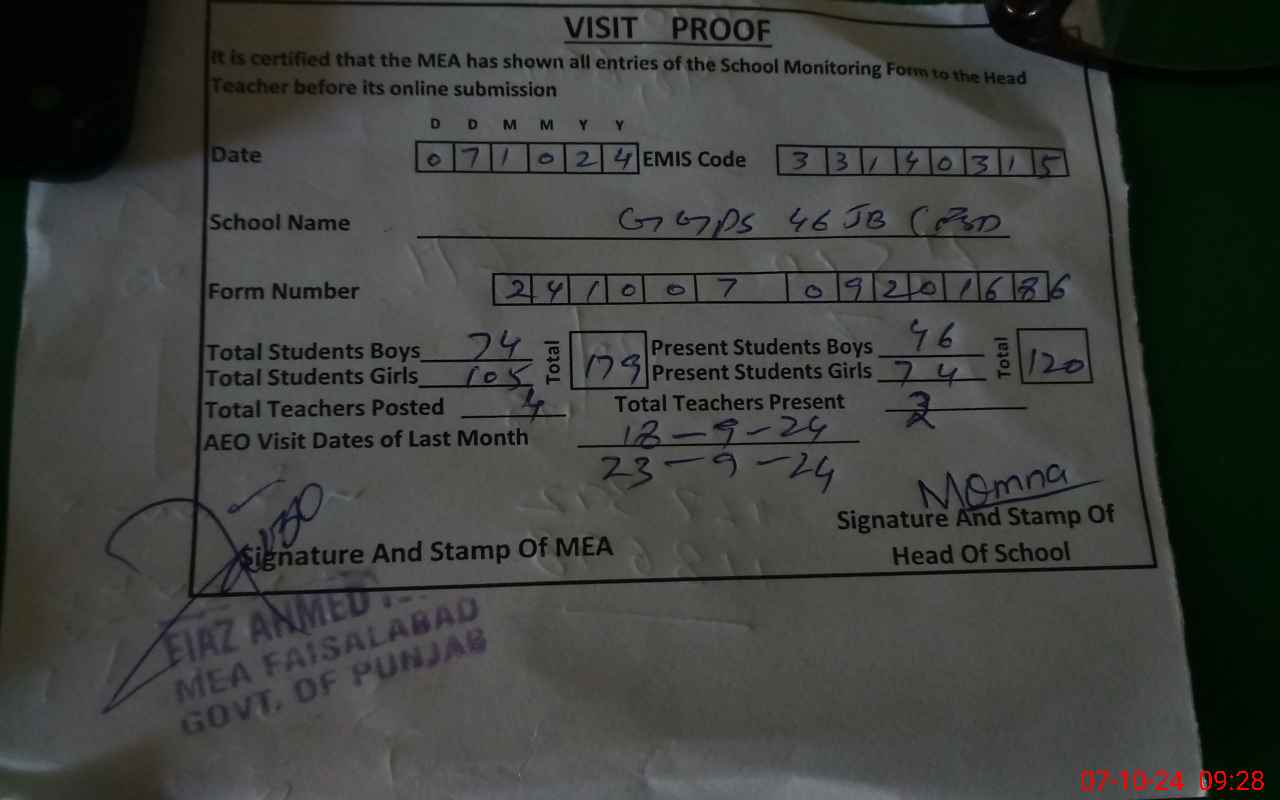 VISIT PROOF
It is certified that the MEA has shown all entries of the School Monitoring Form to the Head
Teacher before its online submission
D D M M Y Y
Date 0 7 1 0 2 4 EMIS Code 3 3 1 4 0 3 1 5
School Name GGPS 46 JB
Form Number 2 4 1 0 0 7 0 9 2 0 1 6 8 6
Total Students Boys 74 Total 179 Present Students Boys 46 Total 120
Total Students Girls 105 Present Students Girls 74
Total Teachers Posted 4 Total Teachers Present
AEO Visit Dates of Last Month 18-9-24
23-9-24
Momna
Signature And Stamp Of MEA Signature And Stamp Of
Head Of School
EIAZ AHMED
MEA FAISALABAD
GOVT. OF PUNJAB
07-10-24 09:28